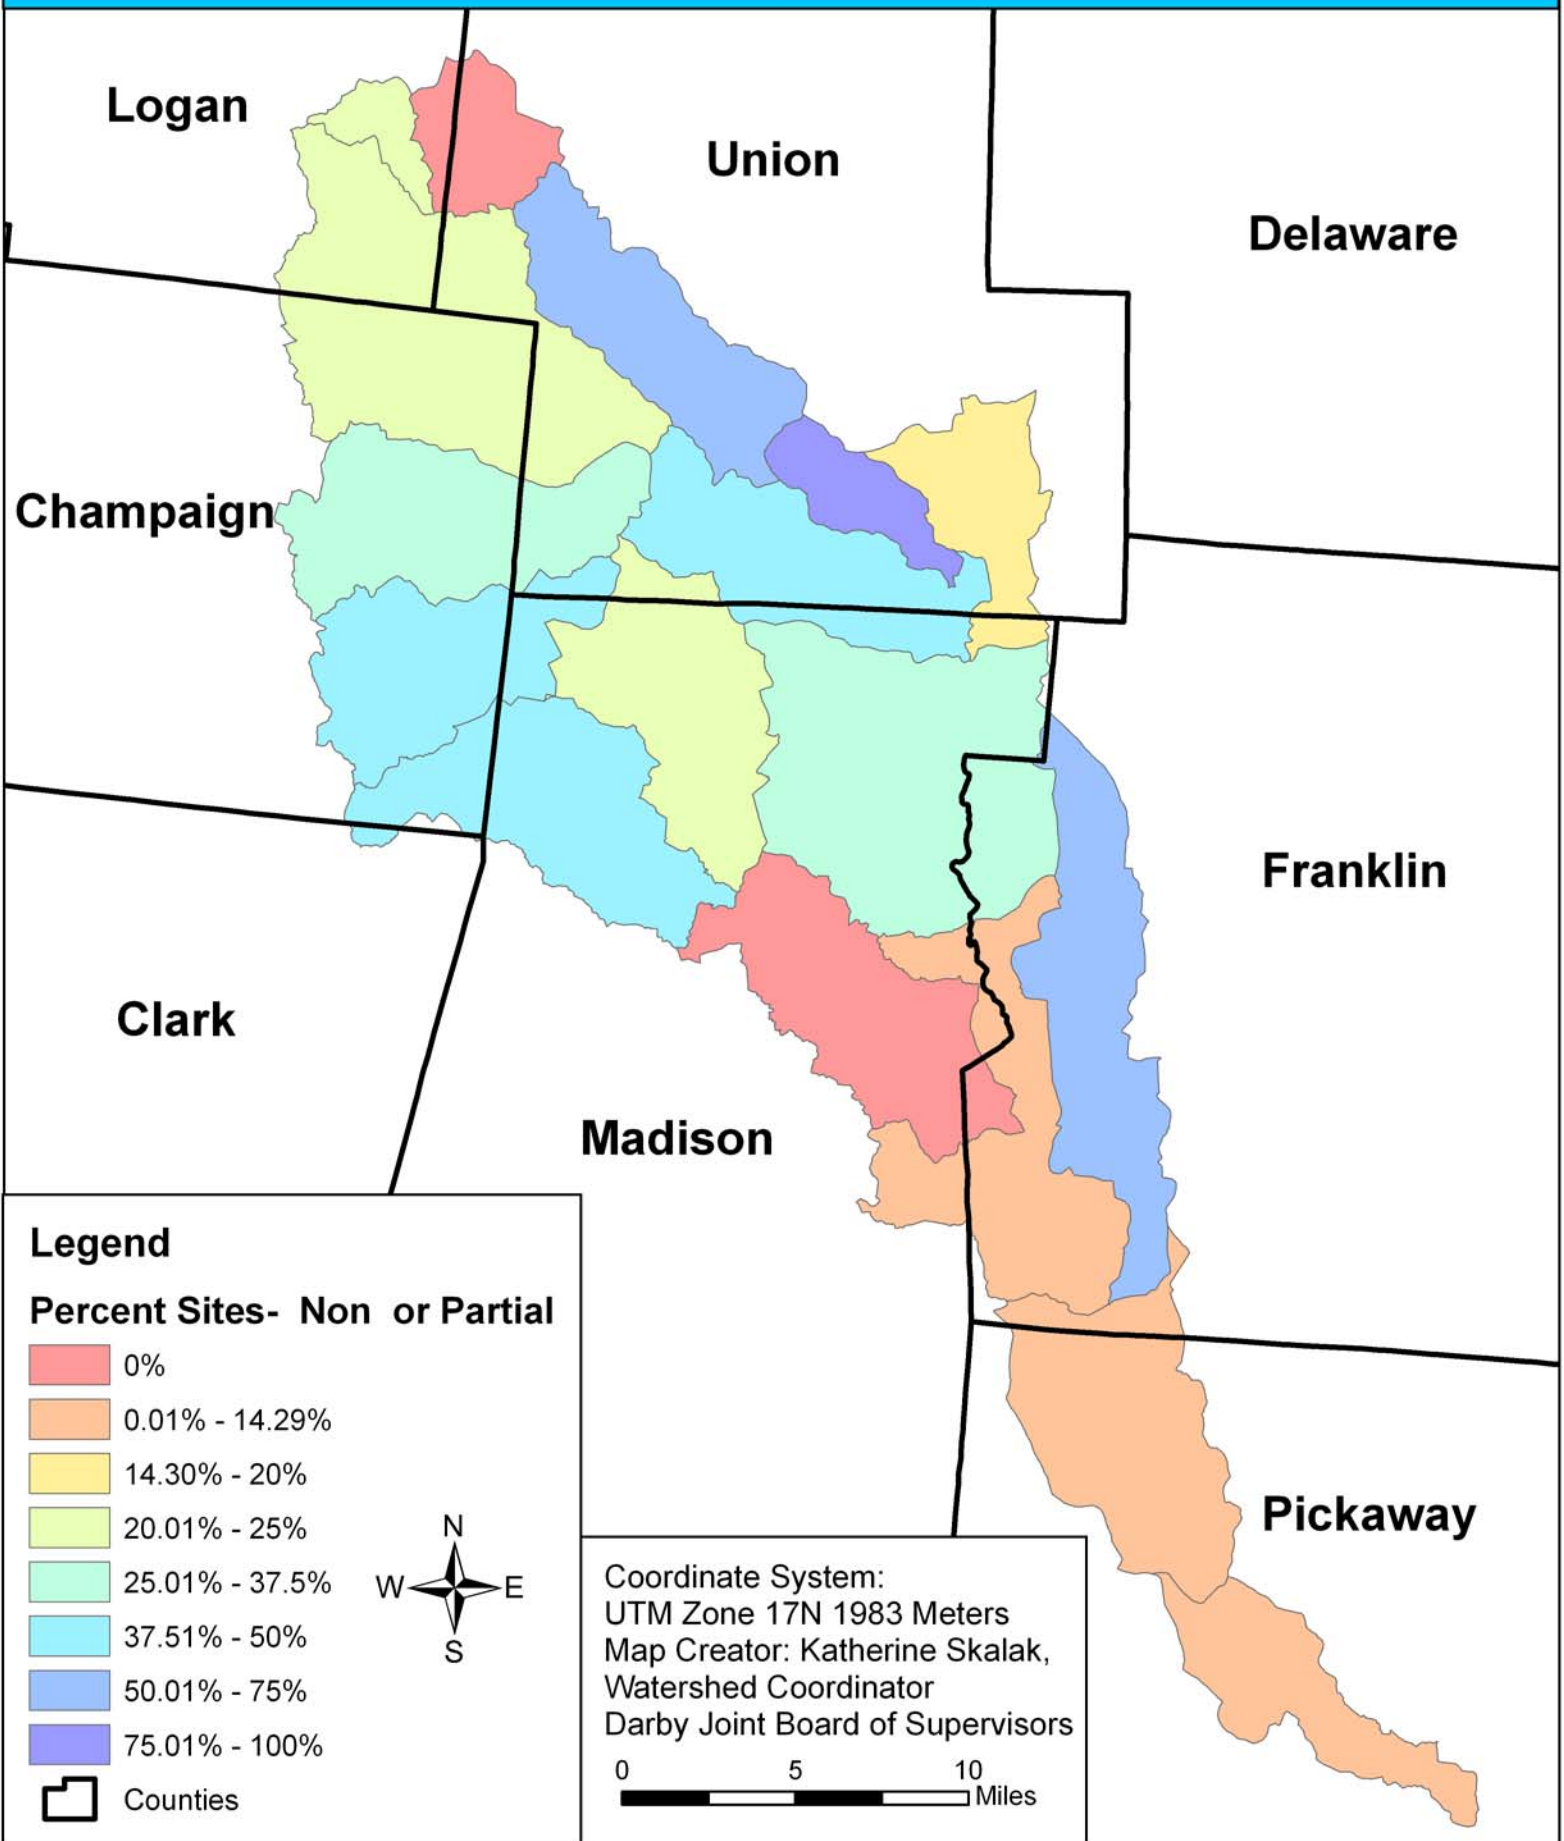 Logan
Union
Delaware
Champaign
Franklin
Clark
Madison
Pickaway
Legend
Percent Sites- Non or Partial
0%
0.01% - 14.29%
14.30% - 20%
20.01% - 25%
25.01% - 37.5%
37.51% - 50%
50.01% - 75%
75.01% - 100%
Counties
N
W E
S
Coordinate System:
UTM Zone 17N 1983 Meters
Map Creator: Katherine Skalak,
Watershed Coordinator
Darby Joint Board of Supervisors
0 5 10
Miles